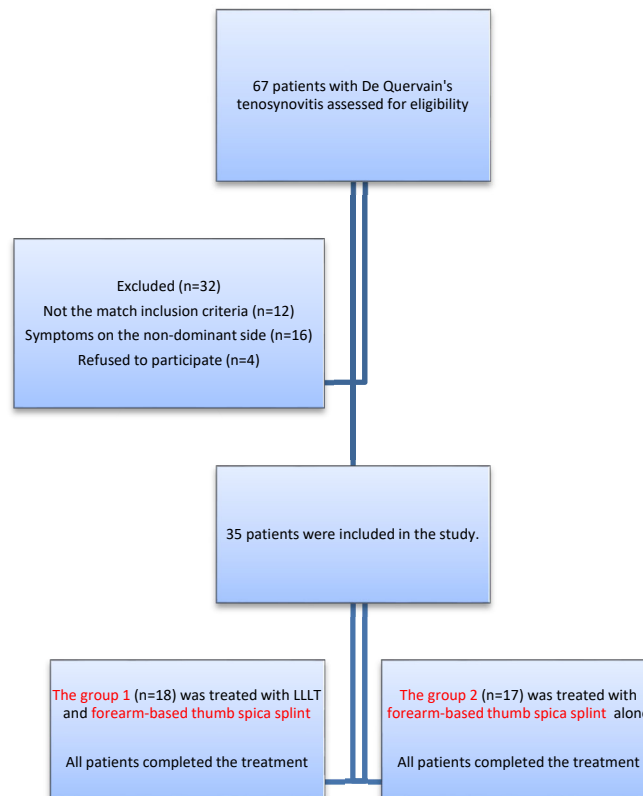 67 patients with De Quervain's
tenosynovitis assessed for eligibility
Excluded (n=32)
Not the match inclusion criteria (n=12)
Symptoms on the non-dominant side (n=16)
Refused to participate (n=4)
35 patients were included in the study.
The group 1 (n=18) was treated with LLLT
and forearm-based thumb spica splint
All patients completed the treatment
The group 2 (n=17) was treated with
forearm-based thumb spica splint alon
All patients completed the treatment